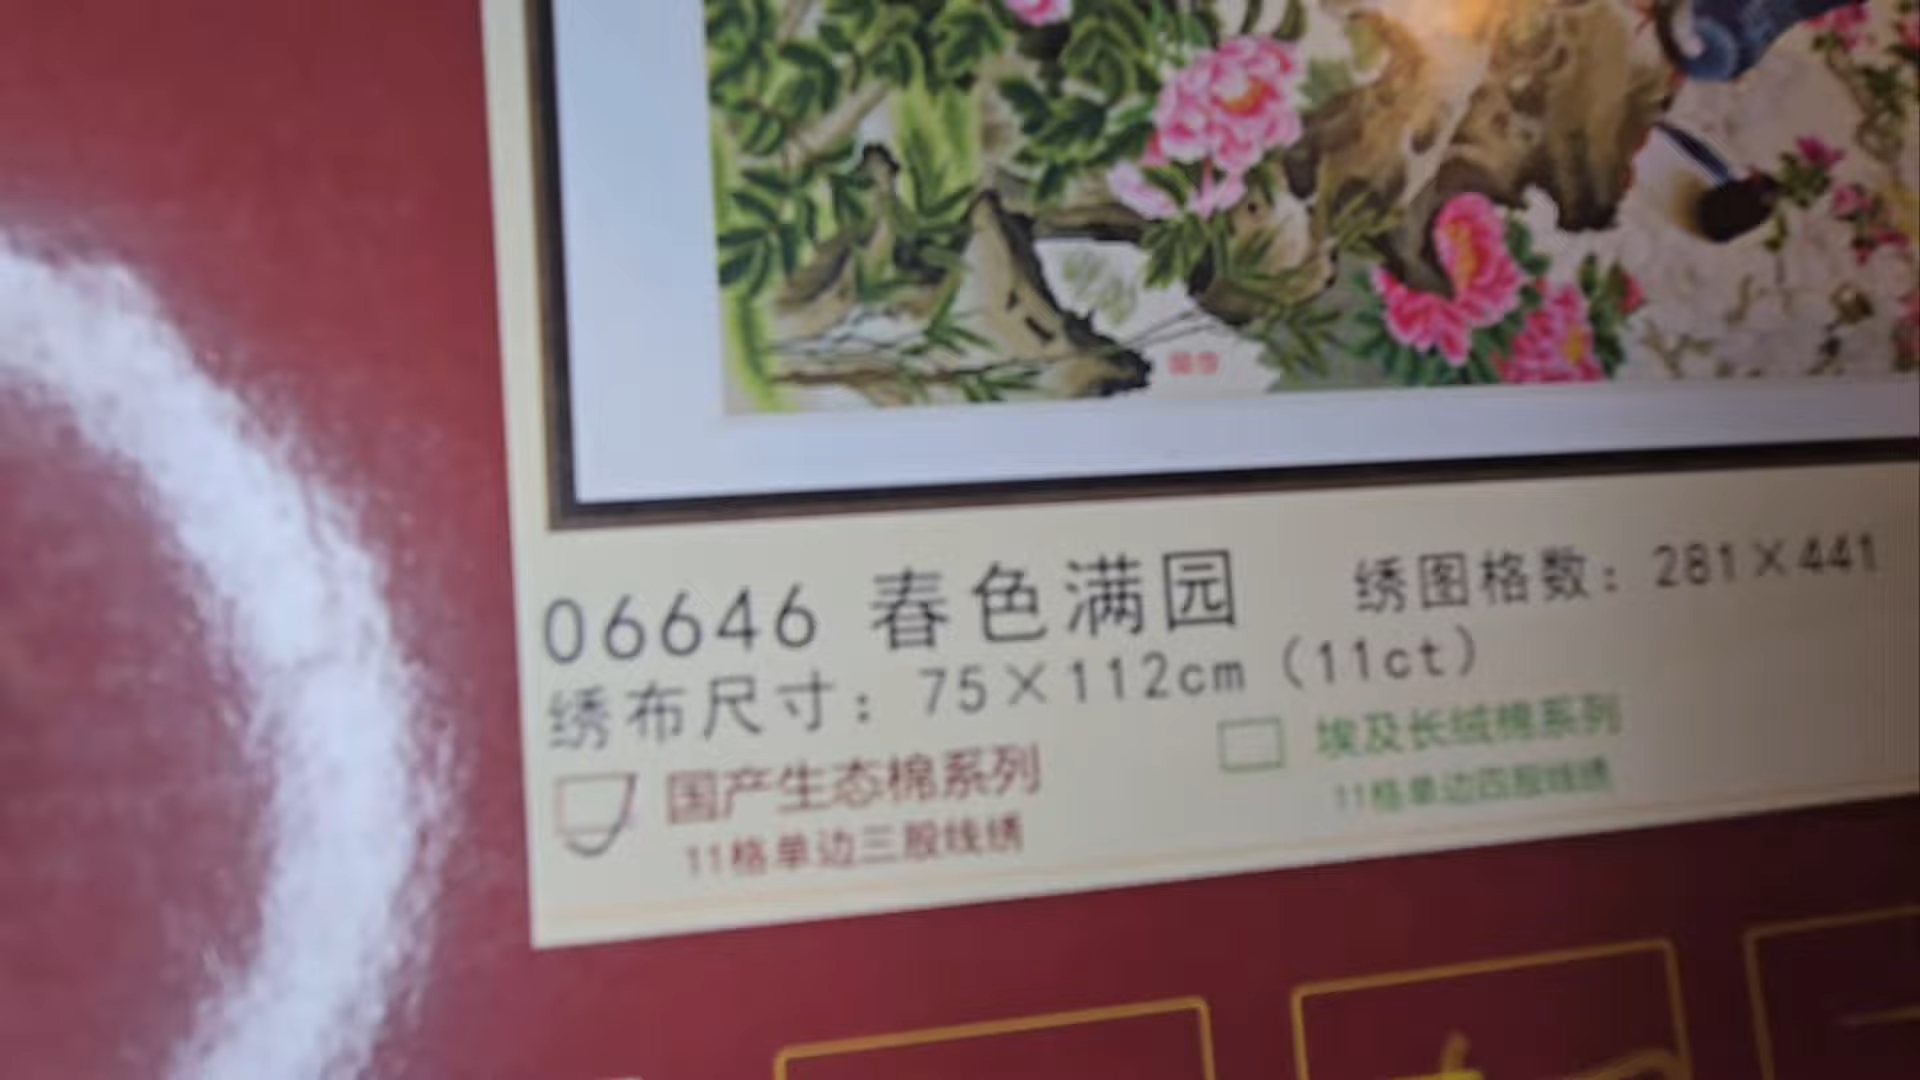 06646 春色满园 绣图格数：281×441
绣布尺寸：75×112cm（11ct）
国产生态棉系列 埃及长绒棉系列
11格单边三股线绣 11格单边四股线绣